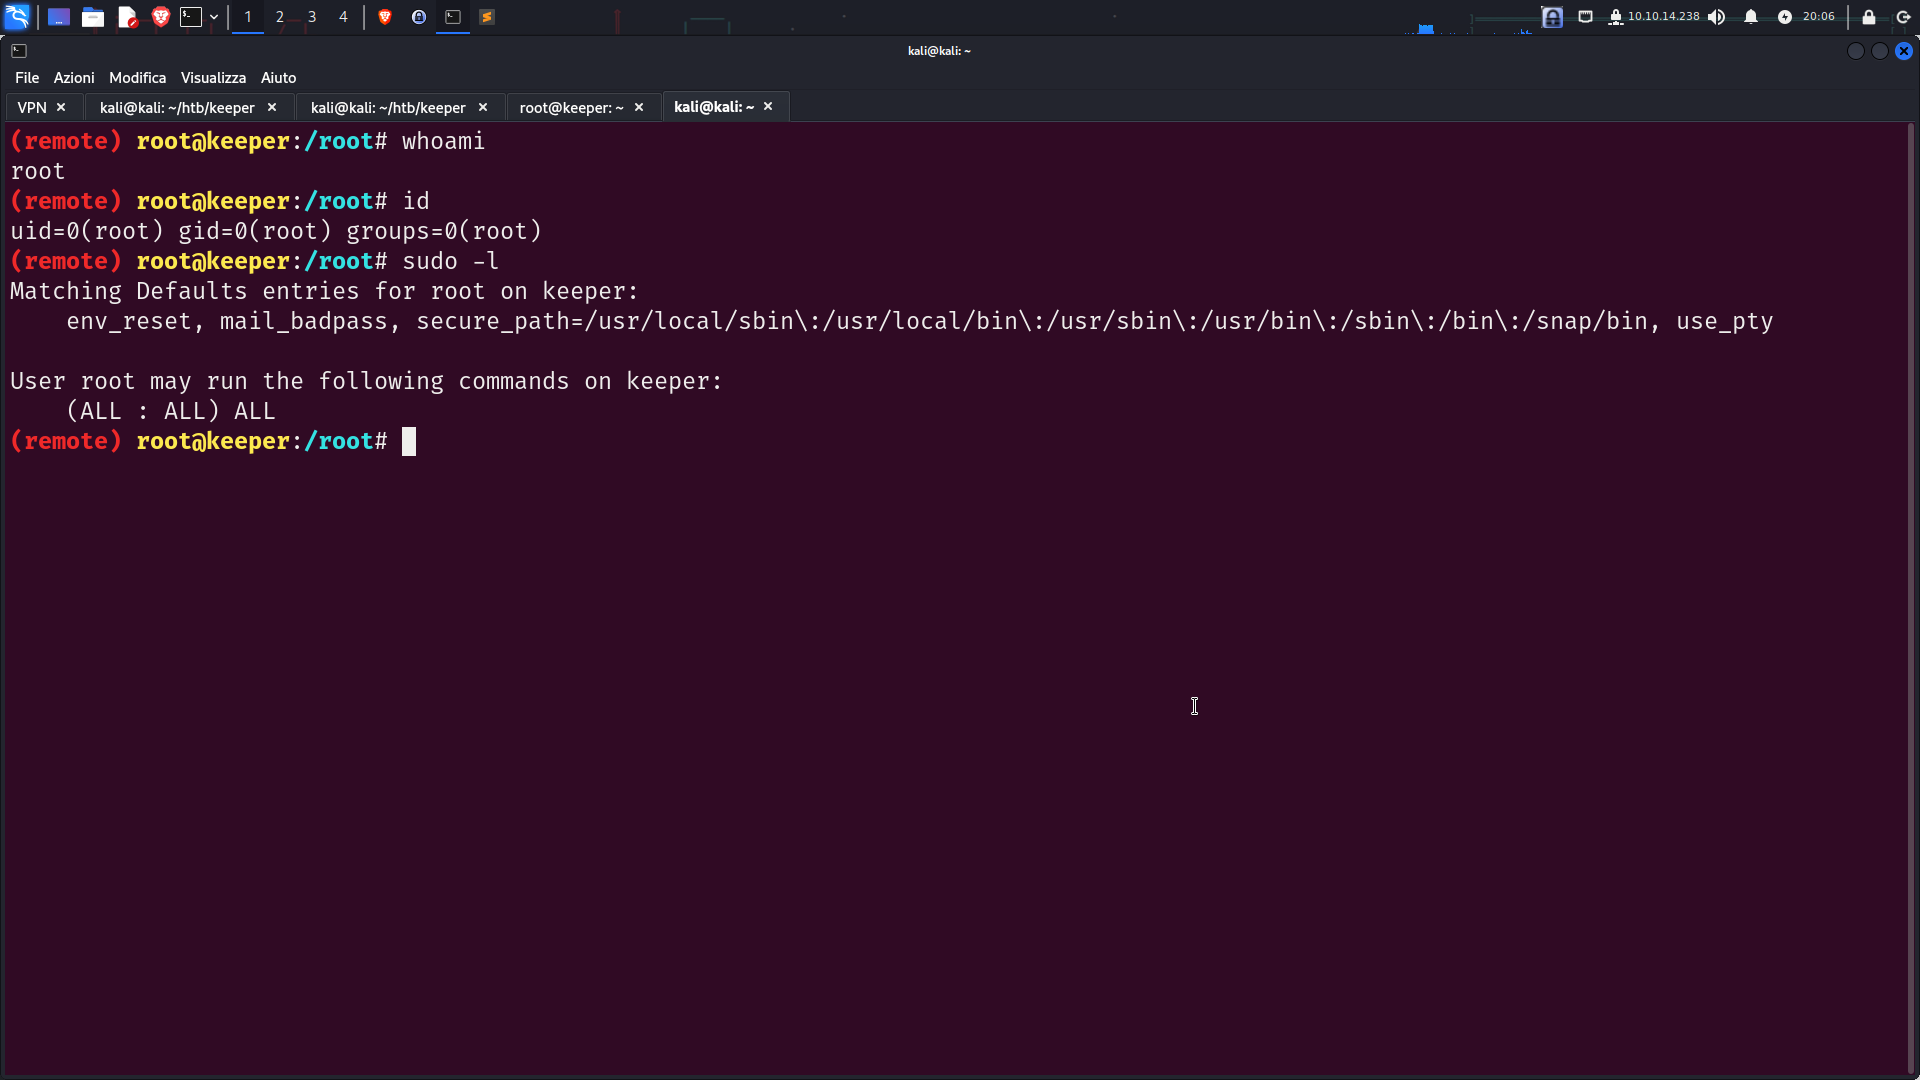 1 2 3 4 10.10.14.238 20:06
kali@kali: ~
File Azioni Modifica Visualizza Aiuto
VPN × kali@kali: ~/htb/keeper × kali@kali: ~/htb/keeper × root@keeper: ~ × kali@kali: ~ ×
(remote) root@keeper:/root# whoami
root
(remote) root@keeper:/root# id
uid=0(root) gid=0(root) groups=0(root)
(remote) root@keeper:/root# sudo -l
Matching Defaults entries for root on keeper:
    env_reset, mail_badpass, secure_path=/usr/local/sbin\:/usr/local/bin\:/usr/sbin\:/usr/bin\:/sbin\:/bin\:/snap/bin, use_pty
User root may run the following commands on keeper:
    (ALL : ALL) ALL
(remote) root@keeper:/root#